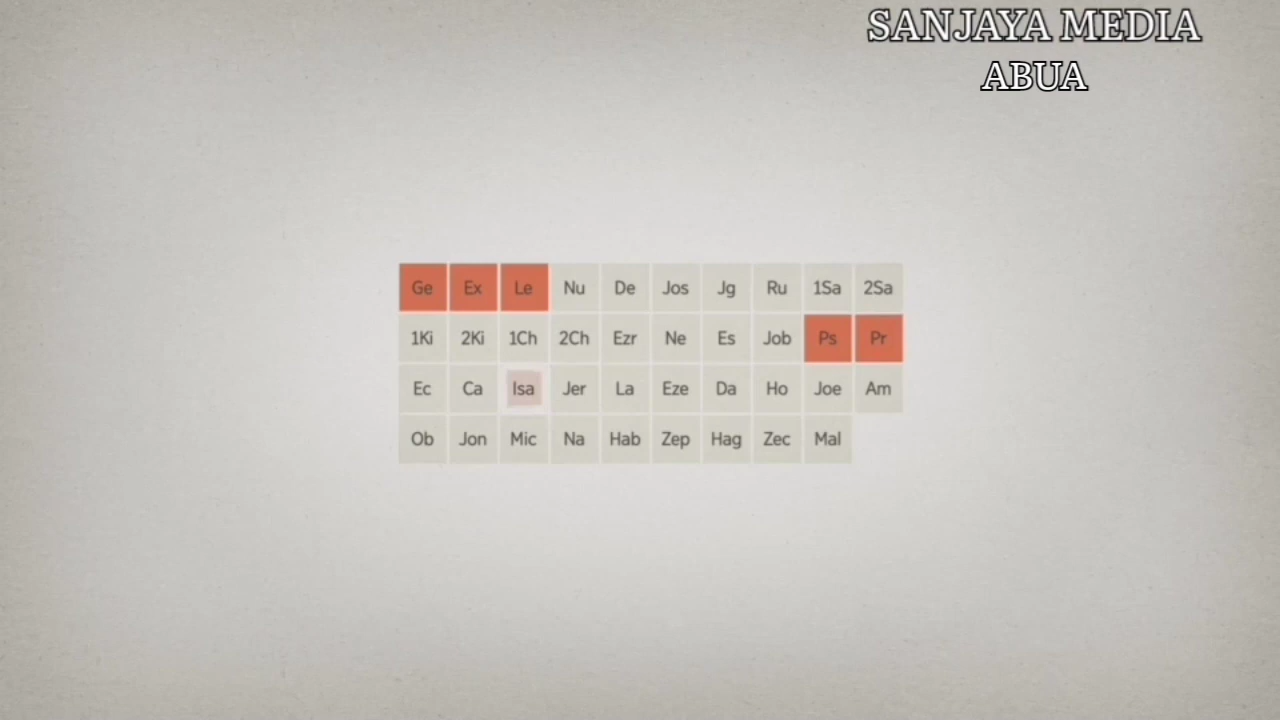 SANJAYA MEDIA
ABUA
Ge Ex Le Nu De Jos Jg Ru 1Sa 2Sa
1Ki 2Ki 1Ch 2Ch Ezr Ne Es Job Ps Pr
Ec Ca Isa Jer La Eze Da Ho Joe Am
Ob Jon Mic Na Hab Zep Hag Zec Mal